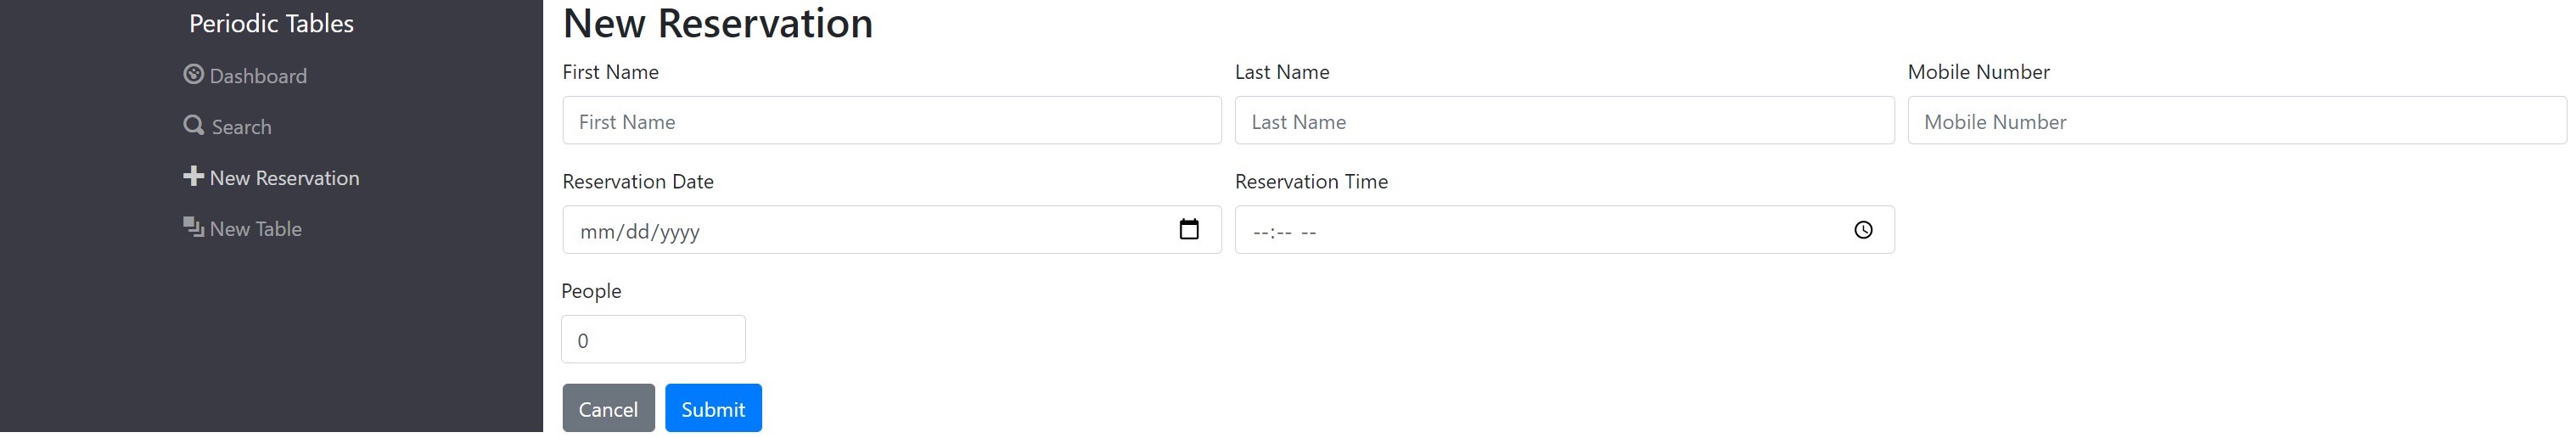 Periodic Tables
Dashboard
Search
New Reservation
New Table
New Reservation
First Name
Last Name
Mobile Number
First Name
Last Name
Mobile Number
Reservation Date
Reservation Time
mm/dd/yyyy
--:-- --
People
0
Cancel
Submit